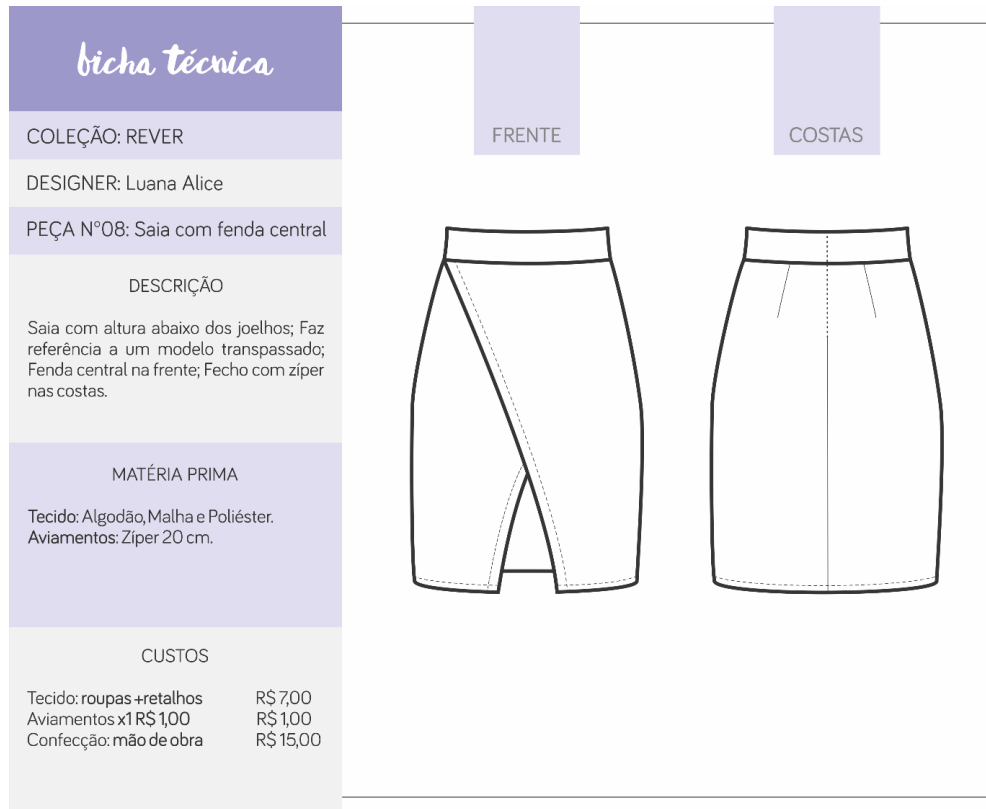 ficha técnica
COLEÇÃO: REVER
DESIGNER: Luana Alice
PEÇA N°08: Saia com fenda central
DESCRIÇÃO
Saia com altura abaixo dos joelhos; Faz
referência a um modelo transpassado;
Fenda central na frente; Fecho com zíper
nas costas.
MATÉRIA PRIMA
Tecido: Algodão, Malha e Poliéster.
Aviamentos: Zíper 20 cm.
CUSTOS
Tecido: roupas +retalhos R$ 7,00
Aviamentos x1 R$ 1,00 R$ 1,00
Confecção: mão de obra R$ 15,00
FRENTE
COSTAS